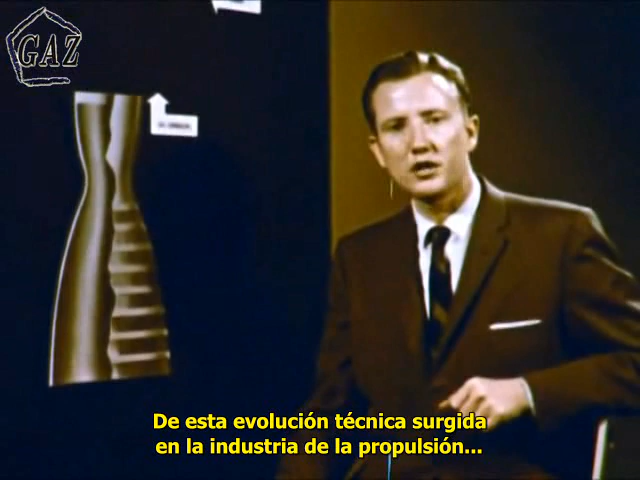 GAZ
De esta evolución técnica surgida
en la industria de la propulsión...